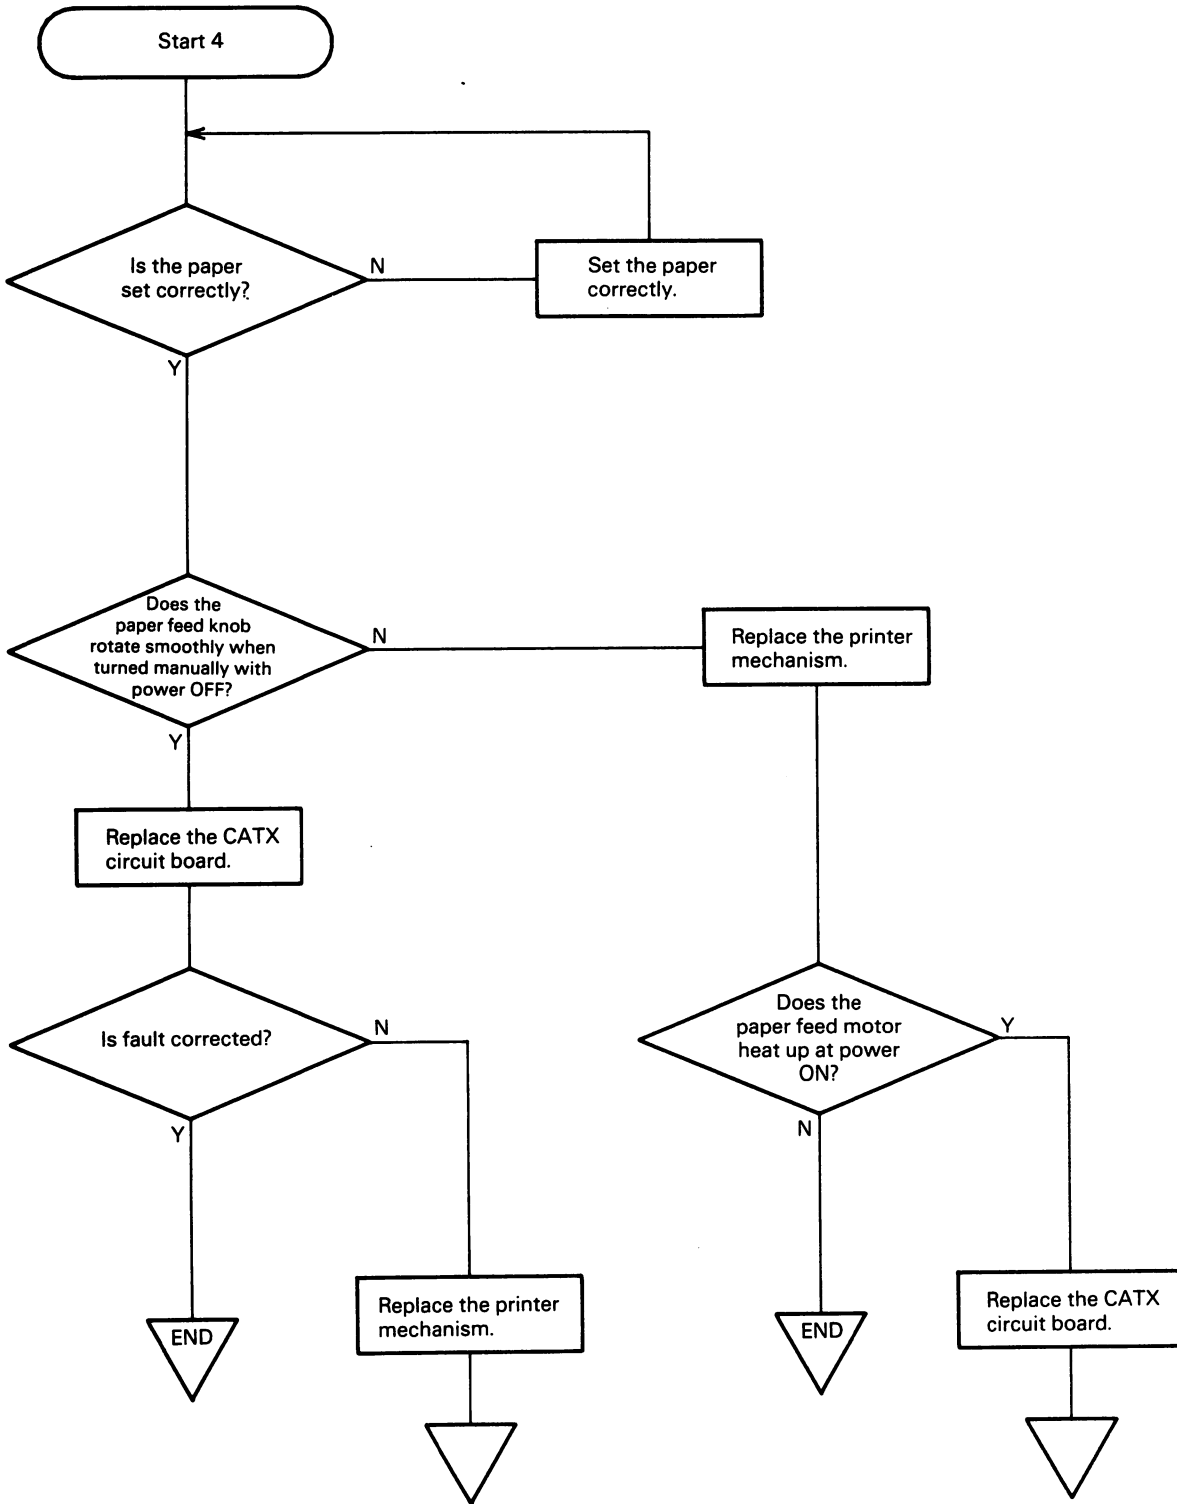 Start 4
Is the paper
set correctly?
N
Set the paper
correctly.
Y
Does the
paper feed knob
rotate smoothly when
turned manually with
power OFF?
N
Replace the printer
mechanism.
Y
Replace the CATX
circuit board.
Is fault corrected?
N
Does the
paper feed motor
heat up at power
ON?
Y
Y
N
Replace the printer
mechanism.
Replace the CATX
circuit board.
END
END